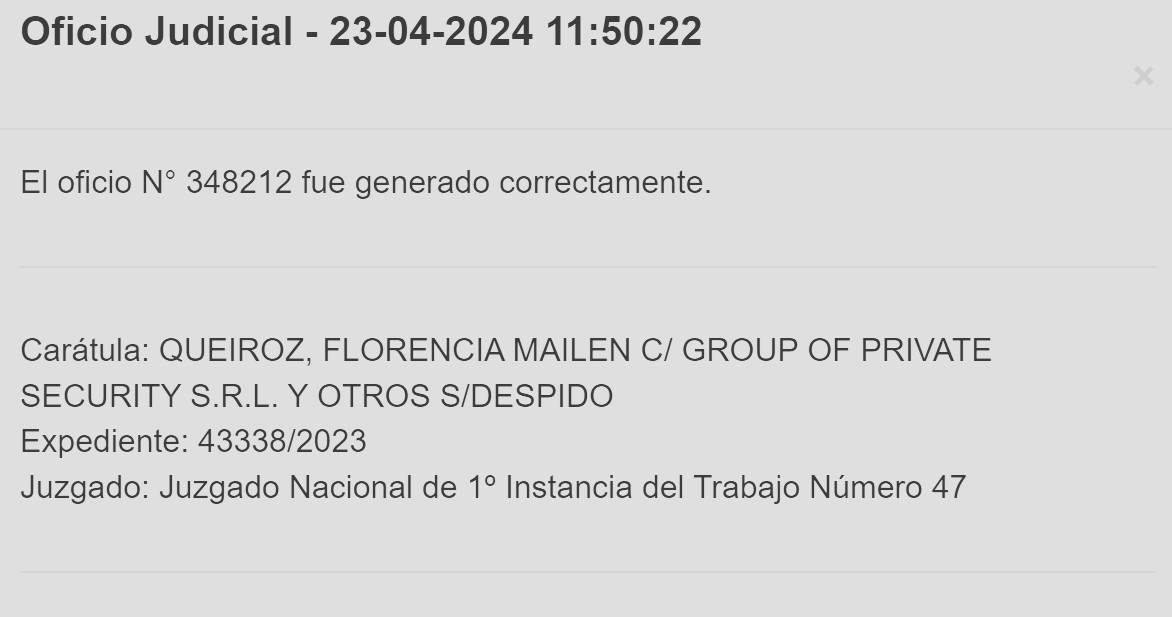 Oficio Judicial - 23-04-2024 11:50:22
×
El oficio N° 348212 fue generado correctamente.
Carátula: QUEIROZ, FLORENCIA MAILEN C/ GROUP OF PRIVATE
SECURITY S.R.L. Y OTROS S/DESPIDO
Expediente: 43338/2023
Juzgado: Juzgado Nacional de 1º Instancia del Trabajo Número 47